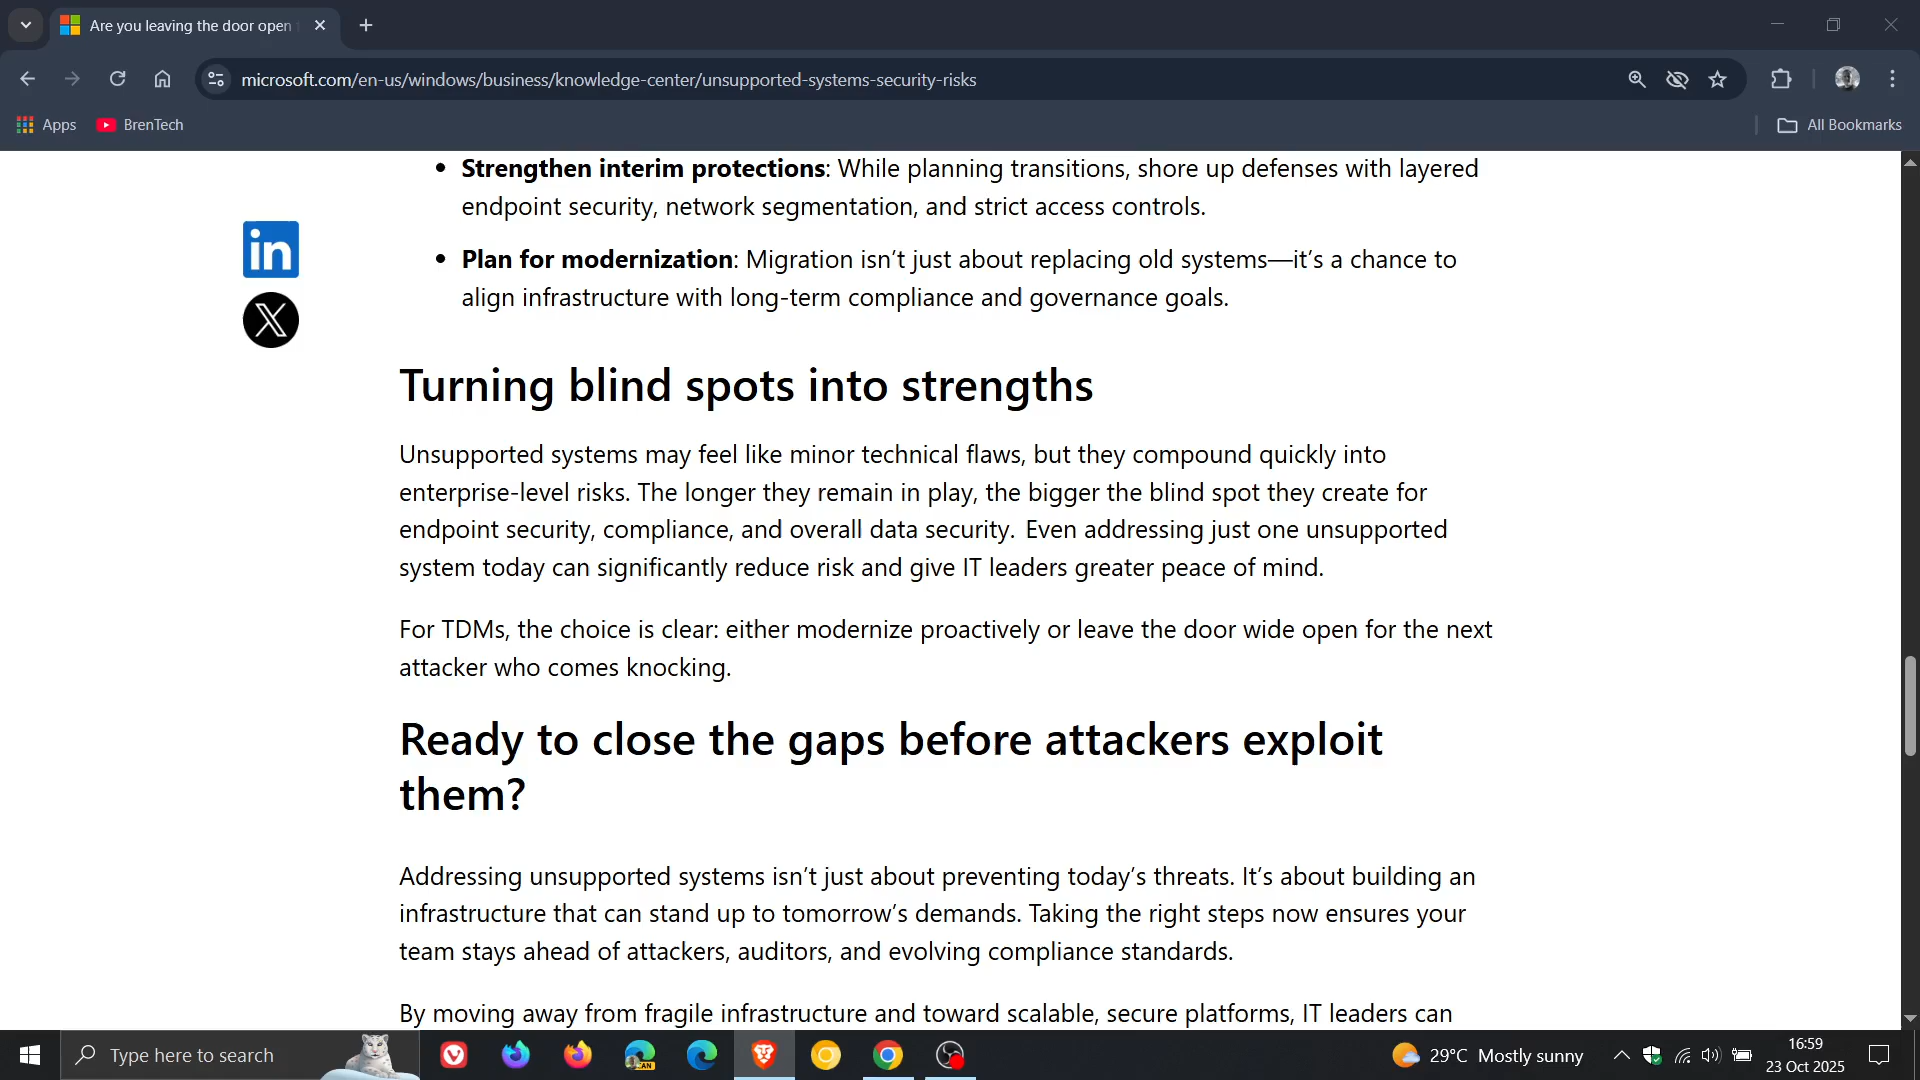 Are you leaving the door open
microsoft.com/en-us/windows/business/knowledge-center/unsupported-systems-security-risks
Apps
BrenTech
All Bookmarks
• Strengthen interim protections: While planning transitions, shore up defenses with layered
endpoint security, network segmentation, and strict access controls.
• Plan for modernization: Migration isn’t just about replacing old systems—it’s a chance to
align infrastructure with long-term compliance and governance goals.
in
X
Turning blind spots into strengths
Unsupported systems may feel like minor technical flaws, but they compound quickly into
enterprise-level risks. The longer they remain in play, the bigger the blind spot they create for
endpoint security, compliance, and overall data security. Even addressing just one unsupported
system today can significantly reduce risk and give IT leaders greater peace of mind.
For TDMs, the choice is clear: either modernize proactively or leave the door wide open for the next
attacker who comes knocking.
Ready to close the gaps before attackers exploit
them?
Addressing unsupported systems isn’t just about preventing today’s threats. It’s about building an
infrastructure that can stand up to tomorrow’s demands. Taking the right steps now ensures your
team stays ahead of attackers, auditors, and evolving compliance standards.
By moving away from fragile infrastructure and toward scalable, secure platforms, IT leaders can
Type here to search
CAN
29°C Mostly sunny
16:59
23 Oct 2025